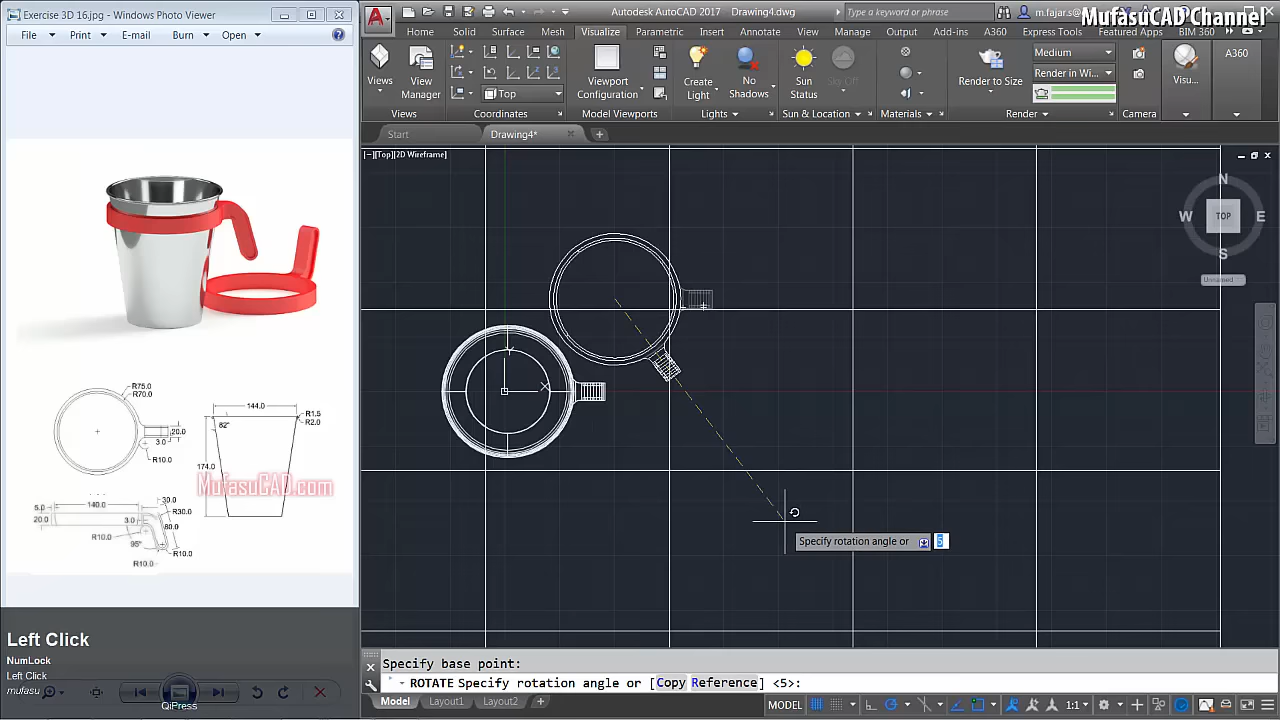 Exercise 3D 16.jpg - Windows Photo Viewer
File Print E-mail Burn Open
R75.0
R70.0
20.0
3.0
R10.0
144.0
R1.5
R2.0
82°
174.0
MufasuCAD.com
5.0
140.0
30.0
R30.0
20.0
3.0
80.0
R10.0
95°
R10.0
R10.0
Left Click
NumLock
Left Click
mufasu
QiPress
A
Autodesk AutoCAD 2017 Drawing4.dwg
Type a keyword or phrase
m.fajar.s@
MufasuCAD Channel
Home Solid Surface Mesh Visualize Parametric Insert Annotate View Manage Output Add-ins A360 Express Tools Featured Apps BIM 360
Views
View Manager
Top
Viewport Configuration
Create Light
No Shadows
Sun Status
Sky Off
Render to Size
Medium
Render in Wi...
Visu...
A360
Views Coordinates Model Viewports Lights Sun & Location Materials Render Camera
Start
Drawing4*
[−][Top][2D Wireframe]
N
W
TOP
E
S
Unnamed
Specify rotation angle or
5
Specify base point:
ROTATE Specify rotation angle or [Copy Reference] <5>:
Model Layout1 Layout2
MODEL
1:1